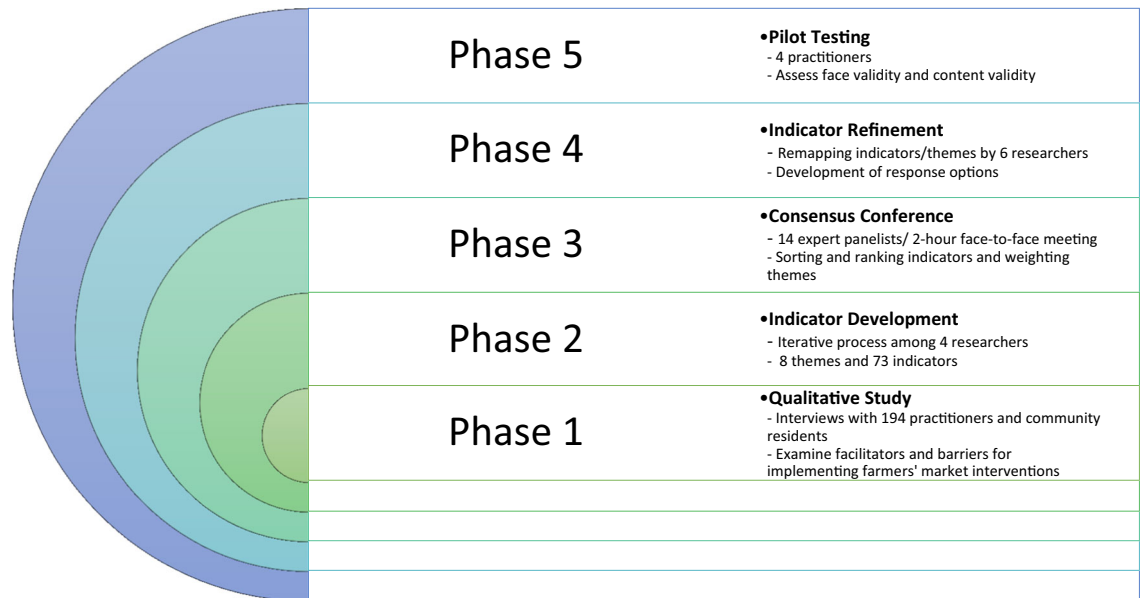 Phase 5
•Pilot Testing
- 4 practitioners
- Assess face validity and content validity
Phase 4
•Indicator Refinement
- Remapping indicators/themes by 6 researchers
- Development of response options
Phase 3
•Consensus Conference
- 14 expert panelists/ 2-hour face-to-face meeting
- Sorting and ranking indicators and weighting
themes
Phase 2
•Indicator Development
- Iterative process among 4 researchers
- 8 themes and 73 indicators
Phase 1
•Qualitative Study
- Interviews with 194 practitioners and community
residents
- Examine facilitators and barriers for
implementing farmers' market interventions